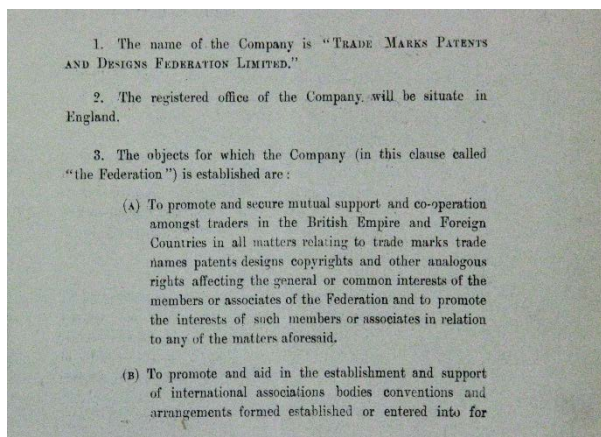 1. The name of the Company is "TRADE MARKS PATENTS
AND DESIGNS FEDERATION LIMITED."
2. The registered office of the Company will be situate in
England.
3. The objects for which the Company (in this clause called
"the Federation") is established are :
(A) To promote and secure mutual support and co-operation
amongst traders in the British Empire and Foreign
Countries in all matters relating to trade marks trade
names patents designs copyrights and other analogous
rights affecting the general or common interests of the
members or associates of the Federation and to promote
the interests of such members or associates in relation
to any of the matters aforesaid.
(B) To promote and aid in the establishment and support
of international associations bodies conventions and
arrangements formed established or entered into for